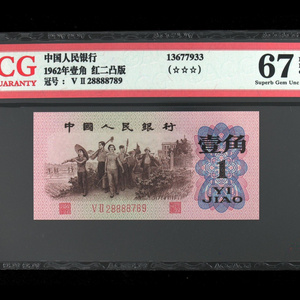 CG
GUARANTY
中国人民银行
1962年壹角 红二凸版
冠号： V II 28888789
13677933
(☆☆☆)
67
Superb Gem Unc
中国人民银行
壹角
1
YI
JIAO
V II 28888789